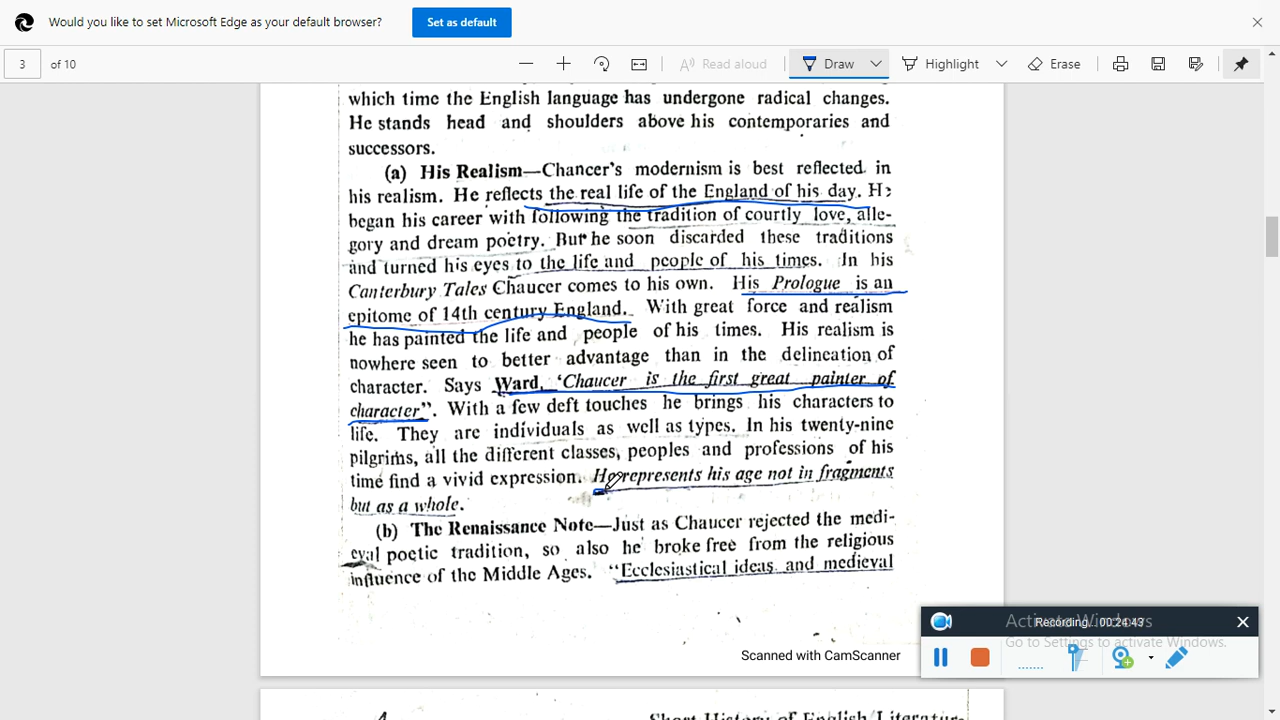 Would you like to set Microsoft Edge as your default browser? Set as default
3 of 10 Read aloud Draw Highlight Erase
which time the English language has undergone radical changes.
He stands head and shoulders above his contemporaries and
successors.
(a) His Realism—Chancer's modernism is best reflected in
his realism. He reflects the real life of the England of his day. He
began his career with following the tradition of courtly love, alle-
gory and dream poetry. But he soon discarded these traditions
and turned his eyes to the life and people of his times. In his
Canterbury Tales Chaucer comes to his own. His Prologue is an
epitome of 14th century England. With great force and realism
he has painted the life and people of his times. His realism is
nowhere seen to better advantage than in the delineation of
character. Says Ward, 'Chaucer is the first great painter of
character". With a few deft touches he brings his characters to
life. They are individuals as well as types. In his twenty-nine
pilgrims, all the different classes, peoples and professions of his
time find a vivid expression. He represents his age not in fragments
but as a whole.
(b) The Renaissance Note—Just as Chaucer rejected the medi-
eval poetic tradition, so also he broke free from the religious
influence of the Middle Ages. "Ecclesiastical ideas and medieval
Scanned with CamScanner
Activate Windows
Recording... 00:24:43
Go to Settings to activate Windows.
Short History of English Literature